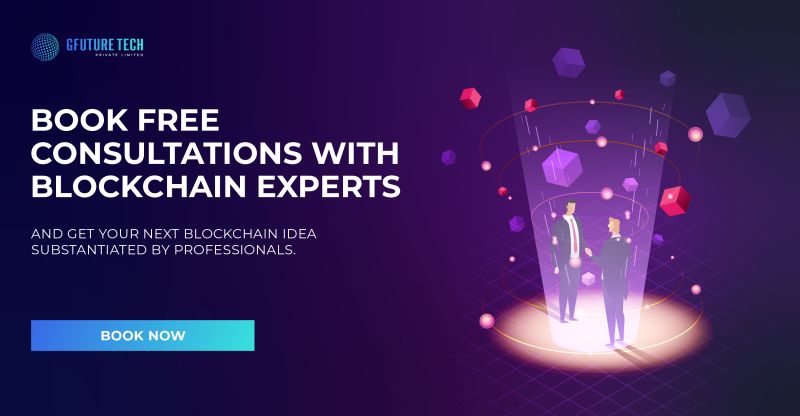 GFUTURE TECH
PRIVATE LIMITED
BOOK FREE
CONSULTATIONS WITH
BLOCKCHAIN EXPERTS
AND GET YOUR NEXT BLOCKCHAIN IDEA
SUBSTANTIATED BY PROFESSIONALS.
BOOK NOW